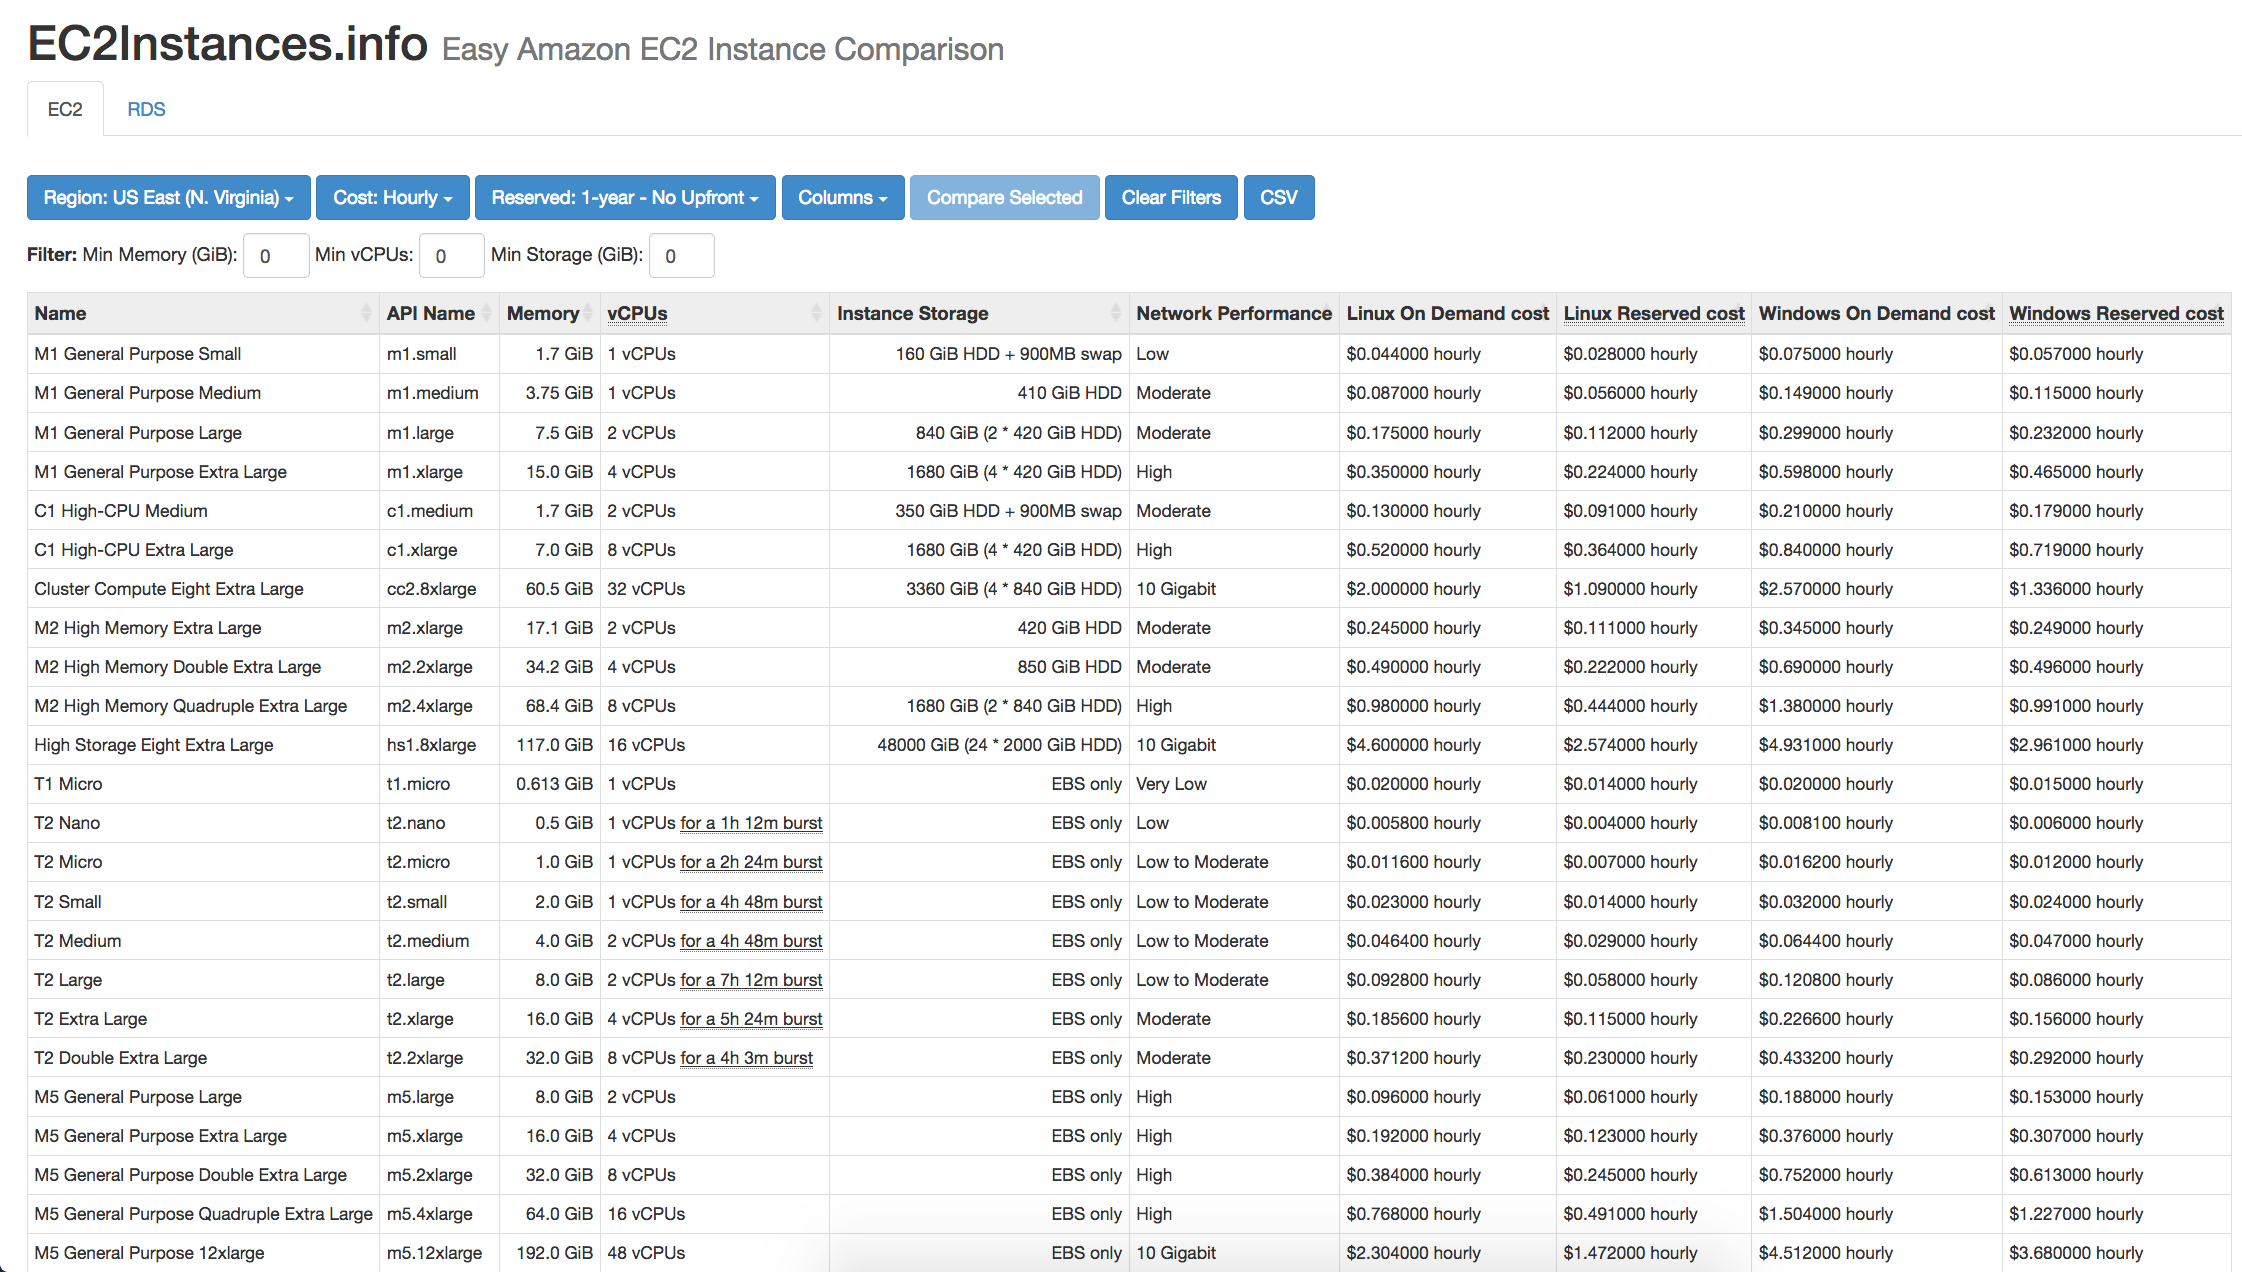 EC2Instances.info Easy Amazon EC2 Instance Comparison
EC2 RDS
Region: US East (N. Virginia) Cost: Hourly Reserved: 1-year - No Upfront Columns Compare Selected Clear Filters CSV
Filter: Min Memory (GiB): 0 Min vCPUs: 0 Min Storage (GiB): 0
Name API Name Memory vCPUs Instance Storage Network Performance Linux On Demand cost Linux Reserved cost Windows On Demand cost Windows Reserved cost
M1 General Purpose Small m1.small 1.7 GiB 1 vCPUs 160 GiB HDD + 900MB swap Low $0.044000 hourly $0.028000 hourly $0.075000 hourly $0.057000 hourly
M1 General Purpose Medium m1.medium 3.75 GiB 1 vCPUs 410 GiB HDD Moderate $0.087000 hourly $0.056000 hourly $0.149000 hourly $0.115000 hourly
M1 General Purpose Large m1.large 7.5 GiB 2 vCPUs 840 GiB (2 * 420 GiB HDD) Moderate $0.175000 hourly $0.112000 hourly $0.299000 hourly $0.232000 hourly
M1 General Purpose Extra Large m1.xlarge 15.0 GiB 4 vCPUs 1680 GiB (4 * 420 GiB HDD) High $0.350000 hourly $0.224000 hourly $0.598000 hourly $0.465000 hourly
C1 High-CPU Medium c1.medium 1.7 GiB 2 vCPUs 350 GiB HDD + 900MB swap Moderate $0.130000 hourly $0.091000 hourly $0.210000 hourly $0.179000 hourly
C1 High-CPU Extra Large c1.xlarge 7.0 GiB 8 vCPUs 1680 GiB (4 * 420 GiB HDD) High $0.520000 hourly $0.364000 hourly $0.840000 hourly $0.719000 hourly
Cluster Compute Eight Extra Large cc2.8xlarge 60.5 GiB 32 vCPUs 3360 GiB (4 * 840 GiB HDD) 10 Gigabit $2.000000 hourly $1.090000 hourly $2.570000 hourly $1.336000 hourly
M2 High Memory Extra Large m2.xlarge 17.1 GiB 2 vCPUs 420 GiB HDD Moderate $0.245000 hourly $0.111000 hourly $0.345000 hourly $0.249000 hourly
M2 High Memory Double Extra Large m2.2xlarge 34.2 GiB 4 vCPUs 850 GiB HDD Moderate $0.490000 hourly $0.222000 hourly $0.690000 hourly $0.496000 hourly
M2 High Memory Quadruple Extra Large m2.4xlarge 68.4 GiB 8 vCPUs 1680 GiB (2 * 840 GiB HDD) High $0.980000 hourly $0.444000 hourly $1.380000 hourly $0.991000 hourly
High Storage Eight Extra Large hs1.8xlarge 117.0 GiB 16 vCPUs 48000 GiB (24 * 2000 GiB HDD) 10 Gigabit $4.600000 hourly $2.574000 hourly $4.931000 hourly $2.961000 hourly
T1 Micro t1.micro 0.613 GiB 1 vCPUs EBS only Very Low $0.020000 hourly $0.014000 hourly $0.020000 hourly $0.015000 hourly
T2 Nano t2.nano 0.5 GiB 1 vCPUs for a 1h 12m burst EBS only Low $0.005800 hourly $0.004000 hourly $0.008100 hourly $0.006000 hourly
T2 Micro t2.micro 1.0 GiB 1 vCPUs for a 2h 24m burst EBS only Low to Moderate $0.011600 hourly $0.007000 hourly $0.016200 hourly $0.012000 hourly
T2 Small t2.small 2.0 GiB 1 vCPUs for a 4h 48m burst EBS only Low to Moderate $0.023000 hourly $0.014000 hourly $0.032000 hourly $0.024000 hourly
T2 Medium t2.medium 4.0 GiB 2 vCPUs for a 4h 48m burst EBS only Low to Moderate $0.046400 hourly $0.029000 hourly $0.064400 hourly $0.047000 hourly
T2 Large t2.large 8.0 GiB 2 vCPUs for a 7h 12m burst EBS only Low to Moderate $0.092800 hourly $0.058000 hourly $0.120800 hourly $0.086000 hourly
T2 Extra Large t2.xlarge 16.0 GiB 4 vCPUs for a 5h 24m burst EBS only Moderate $0.185600 hourly $0.115000 hourly $0.226600 hourly $0.156000 hourly
T2 Double Extra Large t2.2xlarge 32.0 GiB 8 vCPUs for a 4h 3m burst EBS only Moderate $0.371200 hourly $0.230000 hourly $0.433200 hourly $0.292000 hourly
M5 General Purpose Large m5.large 8.0 GiB 2 vCPUs EBS only High $0.096000 hourly $0.061000 hourly $0.188000 hourly $0.153000 hourly
M5 General Purpose Extra Large m5.xlarge 16.0 GiB 4 vCPUs EBS only High $0.192000 hourly $0.123000 hourly $0.376000 hourly $0.307000 hourly
M5 General Purpose Double Extra Large m5.2xlarge 32.0 GiB 8 vCPUs EBS only High $0.384000 hourly $0.245000 hourly $0.752000 hourly $0.613000 hourly
M5 General Purpose Quadruple Extra Large m5.4xlarge 64.0 GiB 16 vCPUs EBS only High $0.768000 hourly $0.491000 hourly $1.504000 hourly $1.227000 hourly
M5 General Purpose 12xlarge m5.12xlarge 192.0 GiB 48 vCPUs EBS only 10 Gigabit $2.304000 hourly $1.472000 hourly $4.512000 hourly $3.680000 hourly